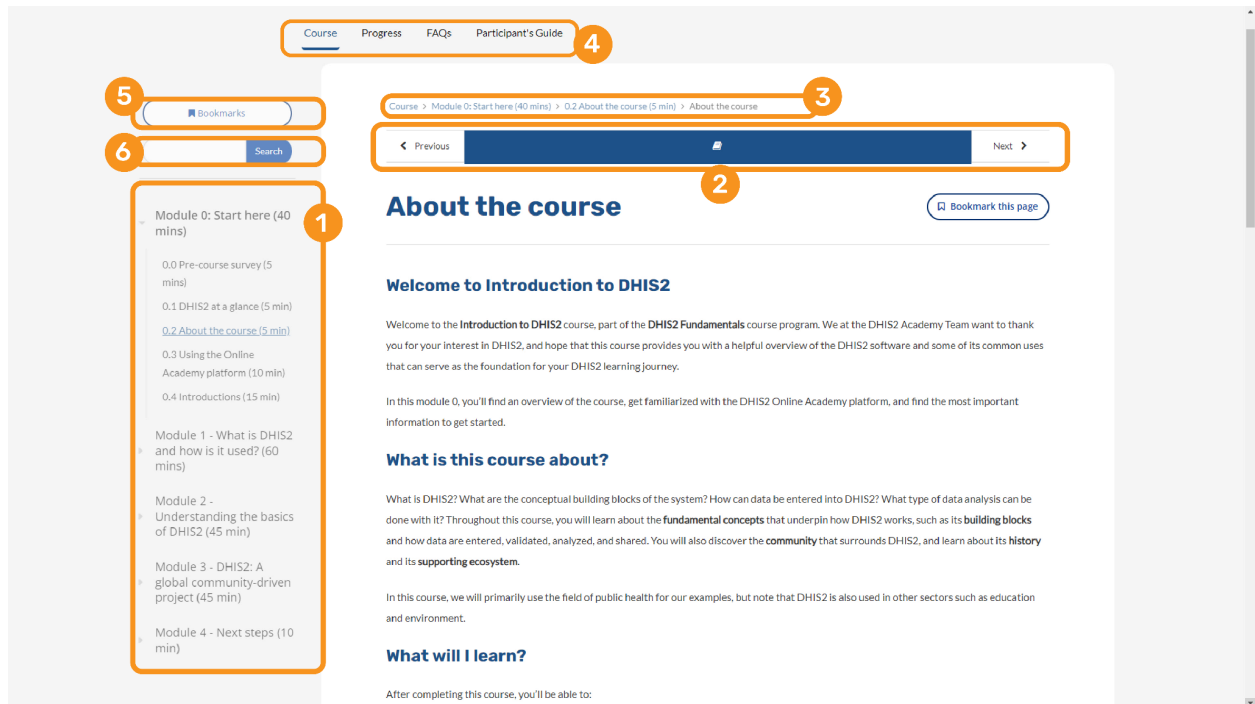 Course Progress FAQs Participant's Guide
4
5
Bookmarks
6
Search
1
Module 0: Start here (40
mins)
0.0 Pre-course survey (5
mins)
0.1 DHIS2 at a glance (5 min)
0.2 About the course (5 min)
0.3 Using the Online
Academy platform (10 min)
0.4 Introductions (15 min)
Module 1 - What is DHIS2
and how is it used? (60
mins)
Module 2 -
Understanding the basics
of DHIS2 (45 min)
Module 3 - DHIS2: A
global community-driven
project (45 min)
Module 4 - Next steps (10
min)
Course > Module 0: Start here (40 mins) > 0.2 About the course (5 min) > About the course
3
Previous Next
2
About the course
Bookmark this page
Welcome to Introduction to DHIS2
Welcome to the Introduction to DHIS2 course, part of the DHIS2 Fundamentals course program. We at the DHIS2 Academy Team want to thank
you for your interest in DHIS2, and hope that this course provides you with a helpful overview of the DHIS2 software and some of its common uses
that can serve as the foundation for your DHIS2 learning journey.
In this module 0, you'll find an overview of the course, get familiarized with the DHIS2 Online Academy platform, and find the most important
information to get started.
What is this course about?
What is DHIS2? What are the conceptual building blocks of the system? How can data be entered into DHIS2? What type of data analysis can be
done with it? Throughout this course, you will learn about the fundamental concepts that underpin how DHIS2 works, such as its building blocks
and how data are entered, validated, analyzed, and shared. You will also discover the community that surrounds DHIS2, and learn about its history
and its supporting ecosystem.
In this course, we will primarily use the field of public health for our examples, but note that DHIS2 is also used in other sectors such as education
and environment.
What will I learn?
After completing this course, you'll be able to: